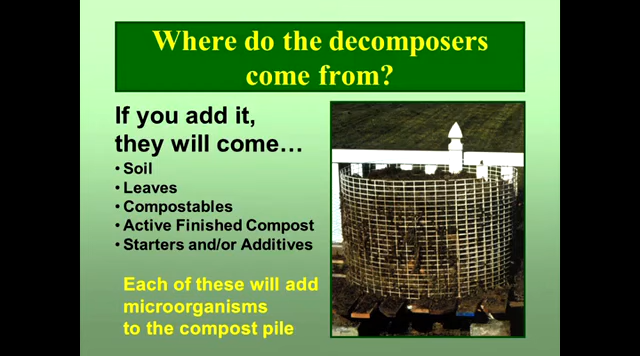 Where do the decomposers
come from?
If you add it,
they will come…
• Soil
• Leaves
• Compostables
• Active Finished Compost
• Starters and/or Additives
Each of these will add
microorganisms
to the compost pile